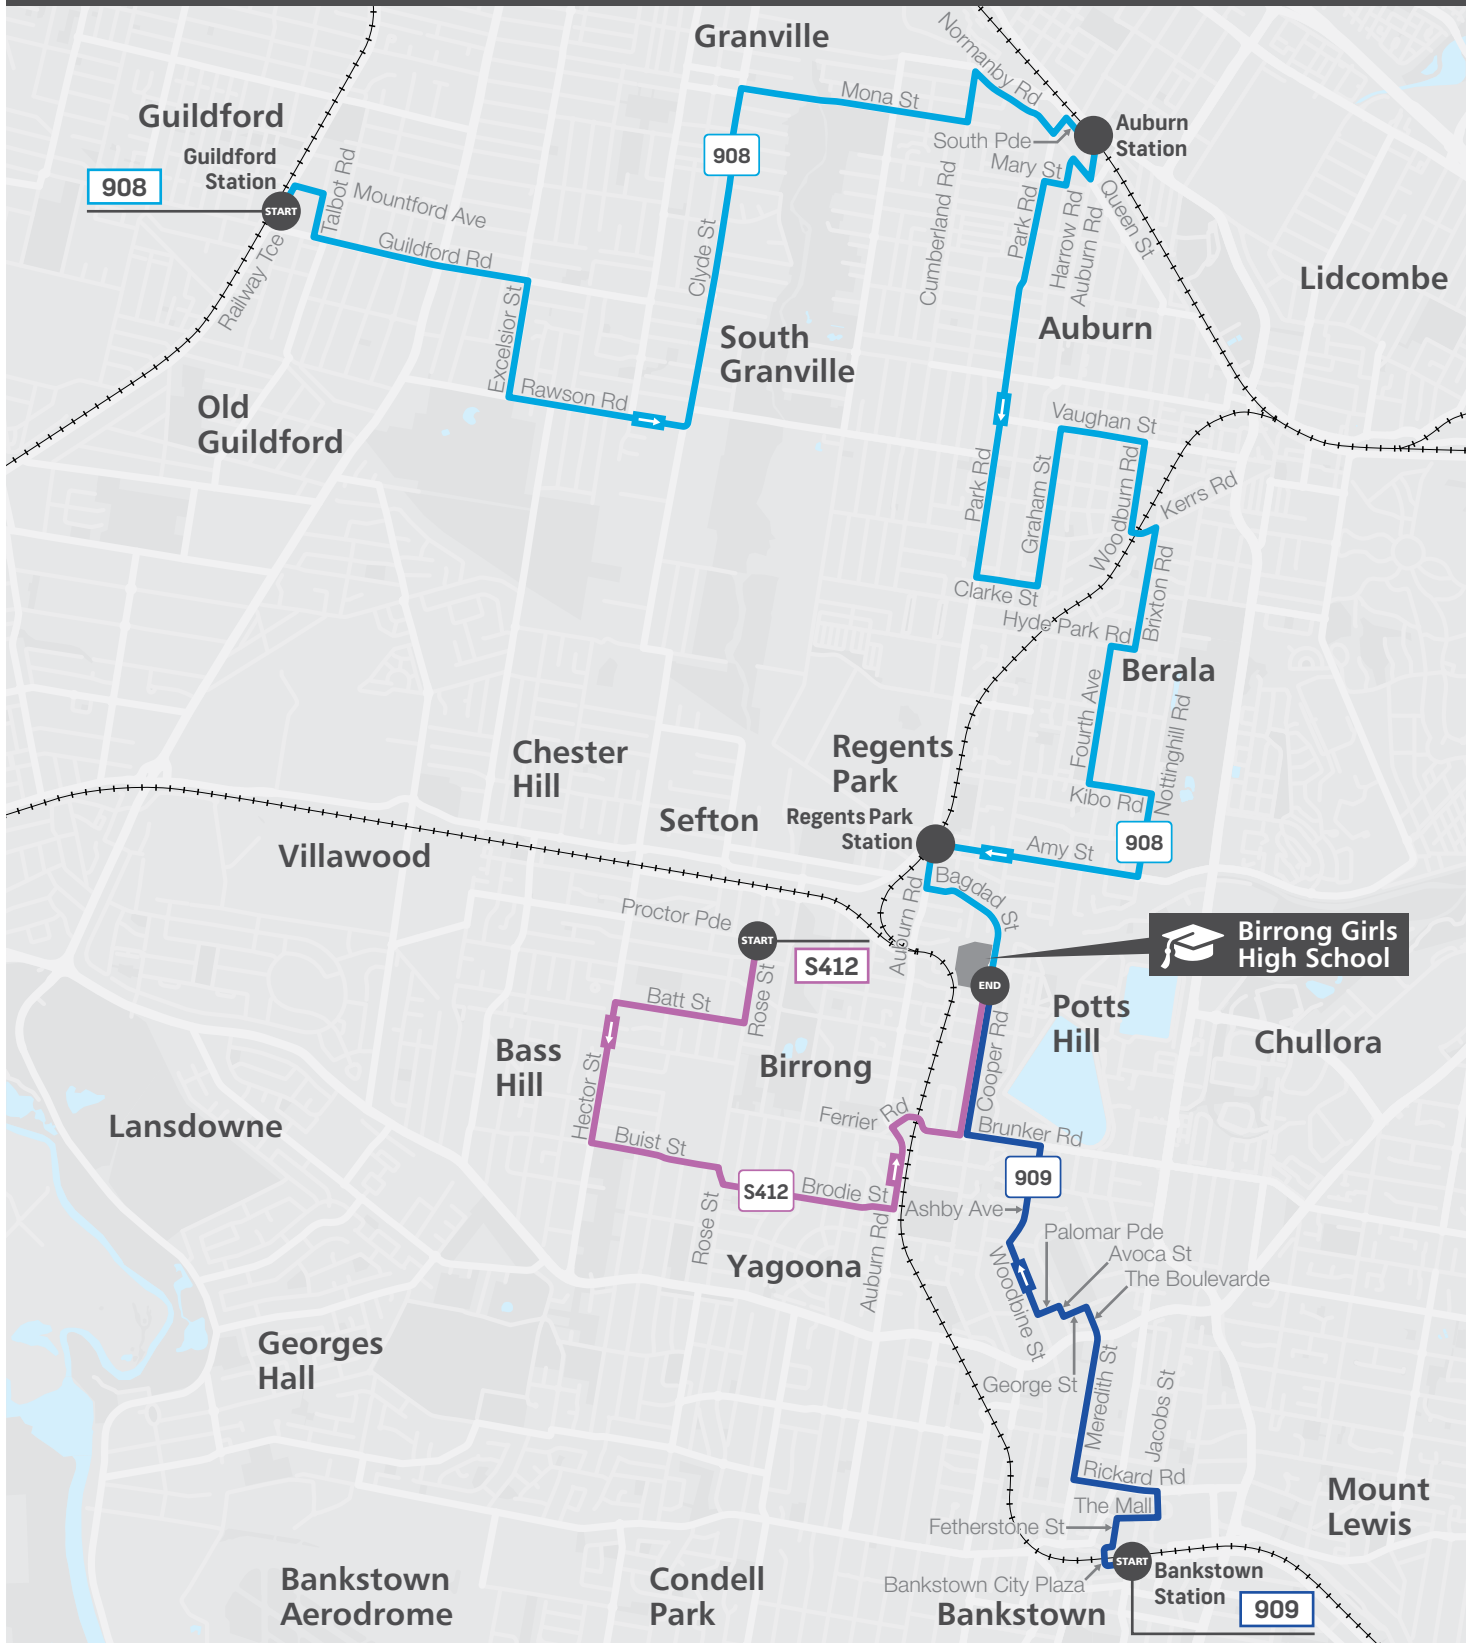 Granville
Normanby Rd
Mona St
Guildford
Guildford
Station
908
START
Talbot Rd
Mountford Ave
Guildford Rd
Railway Tce
908
Auburn
Station
South Pde
Mary St
Cumberland Rd
Park Rd
Harrow Rd
Auburn Rd
Queen St
Clyde St
Lidcombe
Excelsior St
South
Granville
Auburn
Rawson Rd
Old
Guildford
Vaughan St
Park Rd
Graham St
Woodburn Rd
Kerrs Rd
Clarke St
Hyde Park Rd
Brixton Rd
Berala
Fourth Ave
Nottinghill Rd
Kibo Rd
Chester
Hill
Regents
Park
Sefton
Regents Park
Station
908
Amy St
Villawood
Bagdad St
Auburn Rd
Proctor Pde
START
S412
Birrong Girls
High School
END
Rose St
Batt St
Potts
Hill
Chullora
Bass
Hill
Birrong
Cooper Rd
Hector St
Ferrier Rd
Brunker Rd
Lansdowne
Buist St
S412
Brodie St
909
Ashby Ave
Rose St
Auburn Rd
Yagoona
Palomar Pde
Avoca St
The Boulevarde
Woodbine St
George St
Meredith St
Jacobs St
Georges
Hall
Rickard Rd
The Mall
Mount
Lewis
Fetherstone St
START
Bankstown
Station
Bankstown City Plaza
909
Bankstown
Aerodrome
Condell
Park
Bankstown